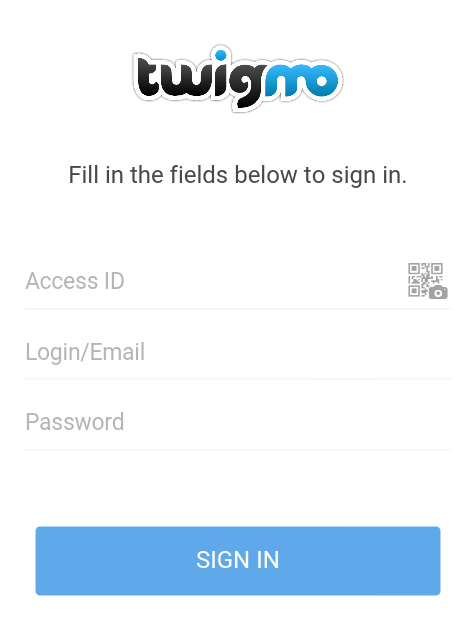 twigmo
Fill in the fields below to sign in.
Access ID
Login/Email
Password
SIGN IN